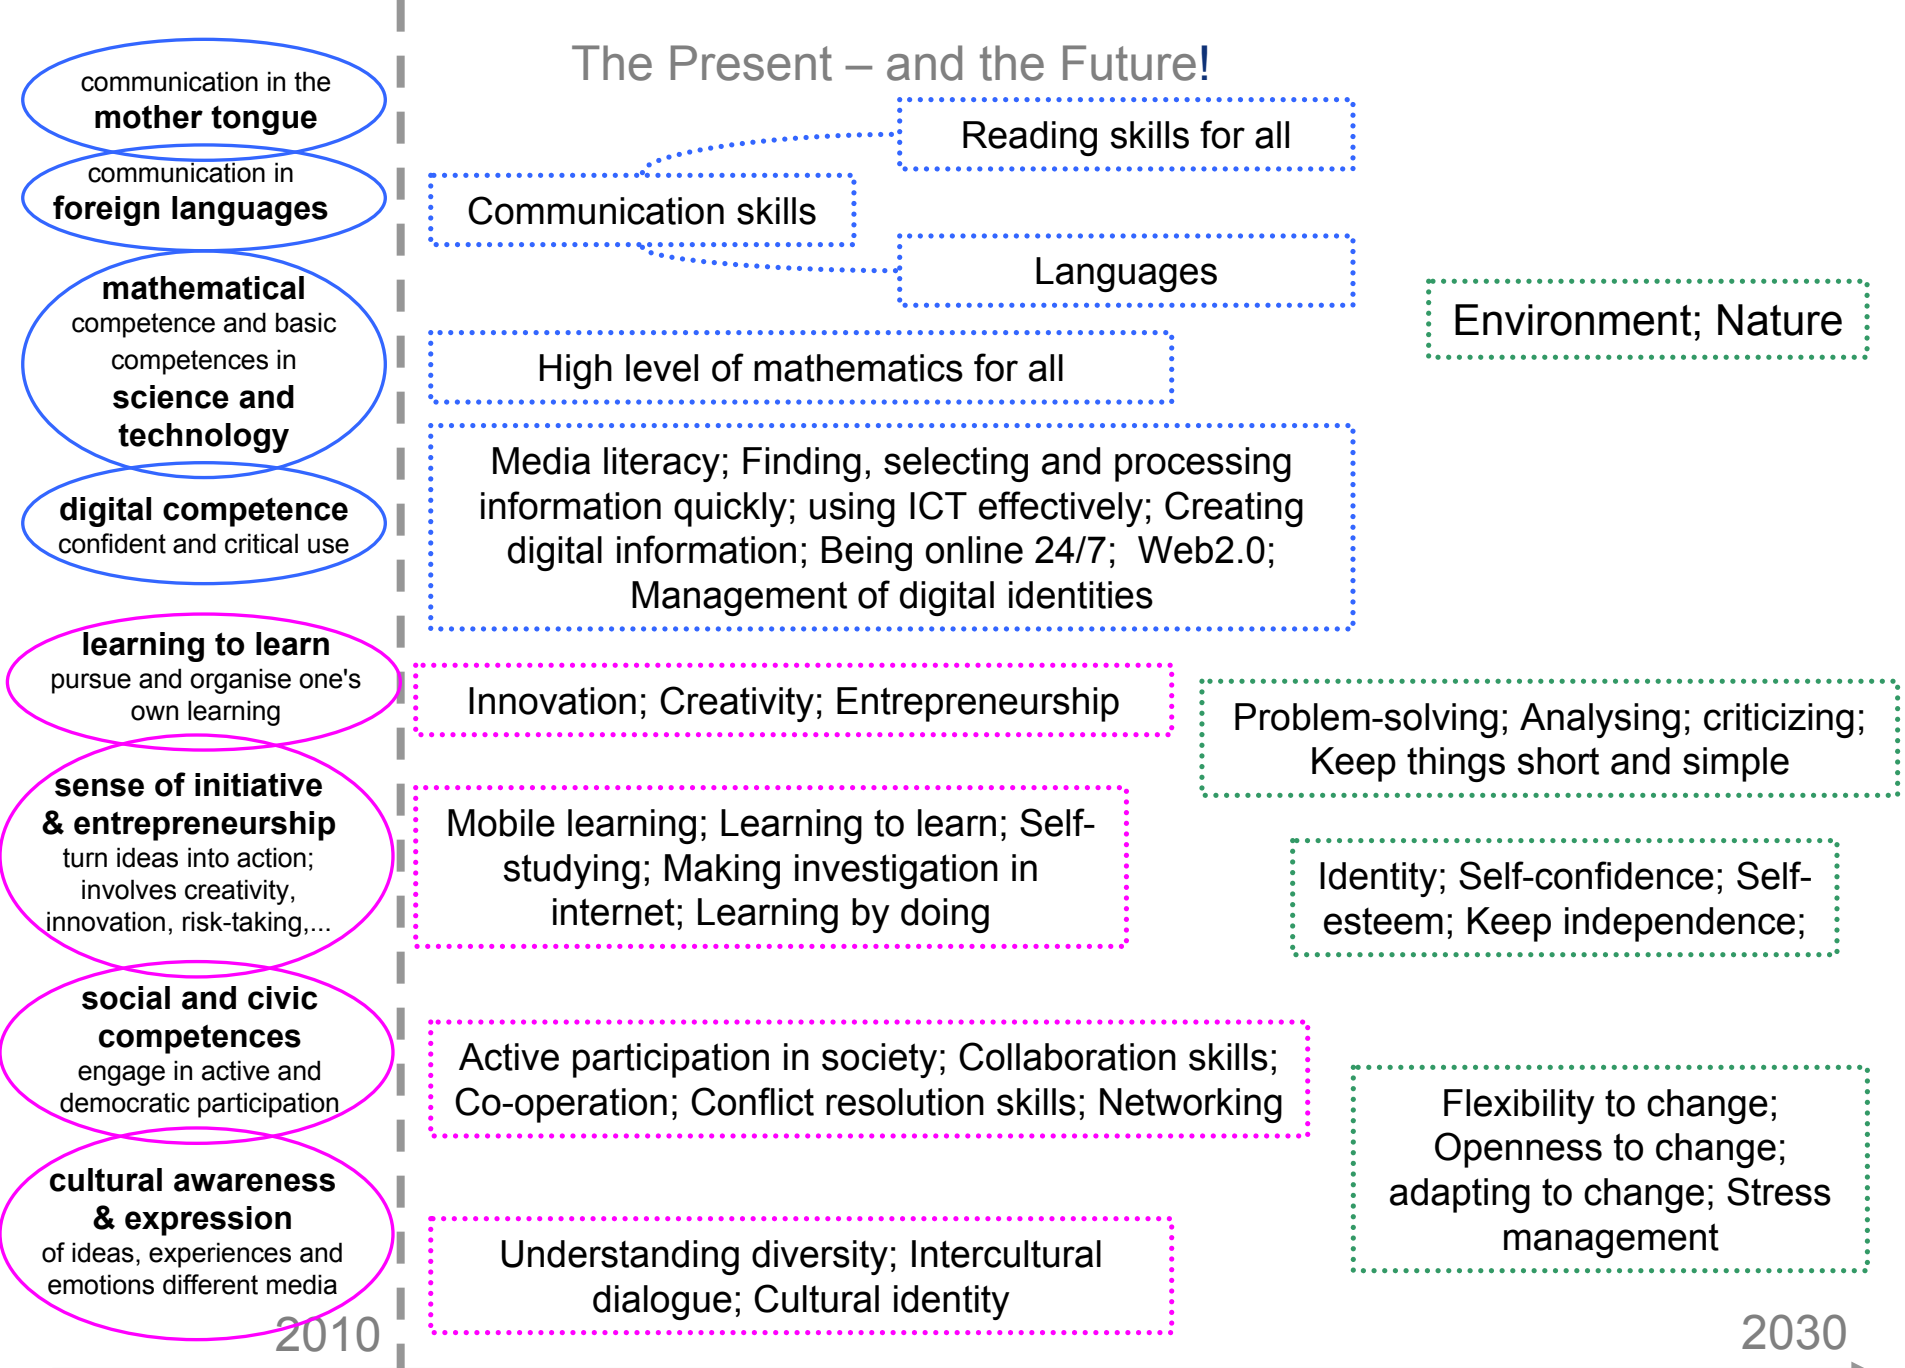 The Present – and the Future!
communication in the
mother tongue
communication in
foreign languages
mathematical
competence and basic
competences in
science and
technology
digital competence
confident and critical use
learning to learn
pursue and organise one's
own learning
sense of initiative
& entrepreneurship
turn ideas into action;
involves creativity,
innovation, risk-taking,...
social and civic
competences
engage in active and
democratic participation
cultural awareness
& expression
of ideas, experiences and
emotions different media
2010
Reading skills for all
Communication skills
Languages
High level of mathematics for all
Media literacy; Finding, selecting and processing
information quickly; using ICT effectively; Creating
digital information; Being online 24/7;  Web2.0;
Management of digital identities
Innovation; Creativity; Entrepreneurship
Mobile learning; Learning to learn; Self-
studying; Making investigation in
internet; Learning by doing
Active participation in society; Collaboration skills;
Co-operation; Conflict resolution skills; Networking
Understanding diversity; Intercultural
dialogue; Cultural identity
Environment; Nature
Problem-solving; Analysing; criticizing;
Keep things short and simple
Identity; Self-confidence; Self-
esteem; Keep independence;
Flexibility to change;
Openness to change;
adapting to change; Stress
management
2030